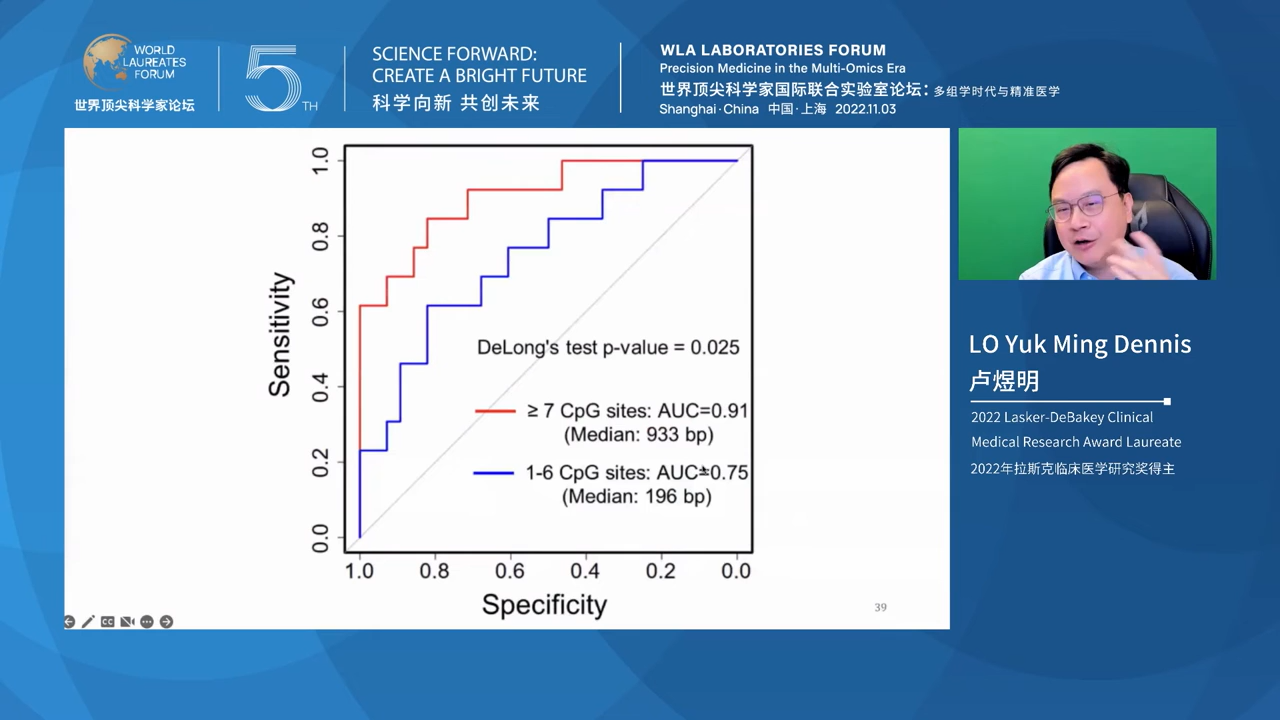 WORLD
LAUREATES
FORUM
世界顶尖科学家论坛
5TH
SCIENCE FORWARD:
CREATE A BRIGHT FUTURE
科学向新 共创未来
WLA LABORATORIES FORUM
Precision Medicine in the Multi-Omics Era
世界顶尖科学家国际联合实验室论坛：多组学时代与精准医学
Shanghai·China 中国·上海 2022.11.03
Sensitivity
1.0
0.8
0.6
0.4
0.2
0.0
DeLong's test p-value = 0.025
≥ 7 CpG sites: AUC=0.91
(Median: 933 bp)
1-6 CpG sites: AUC=0.75
(Median: 196 bp)
1.0 0.8 0.6 0.4 0.2 0.0
Specificity
39
CC
LO Yuk Ming Dennis
卢煜明
2022 Lasker-DeBakey Clinical
Medical Research Award Laureate
2022年拉斯克临床医学研究奖得主